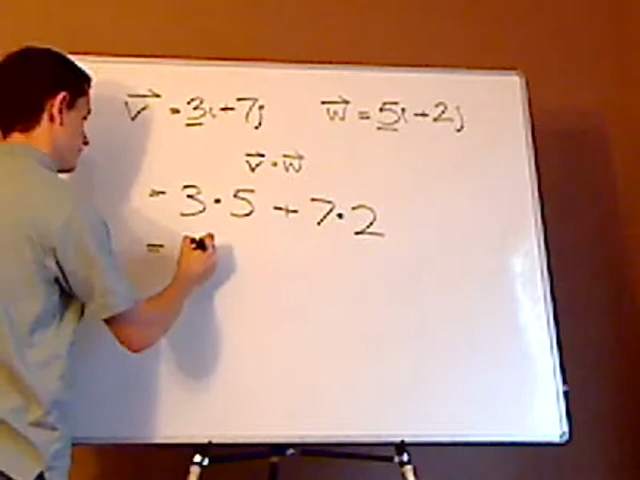 v⃗ = 3i + 7j w⃗ = 5i + 2j
v⃗ · w⃗
= 3 · 5 + 7 · 2
=